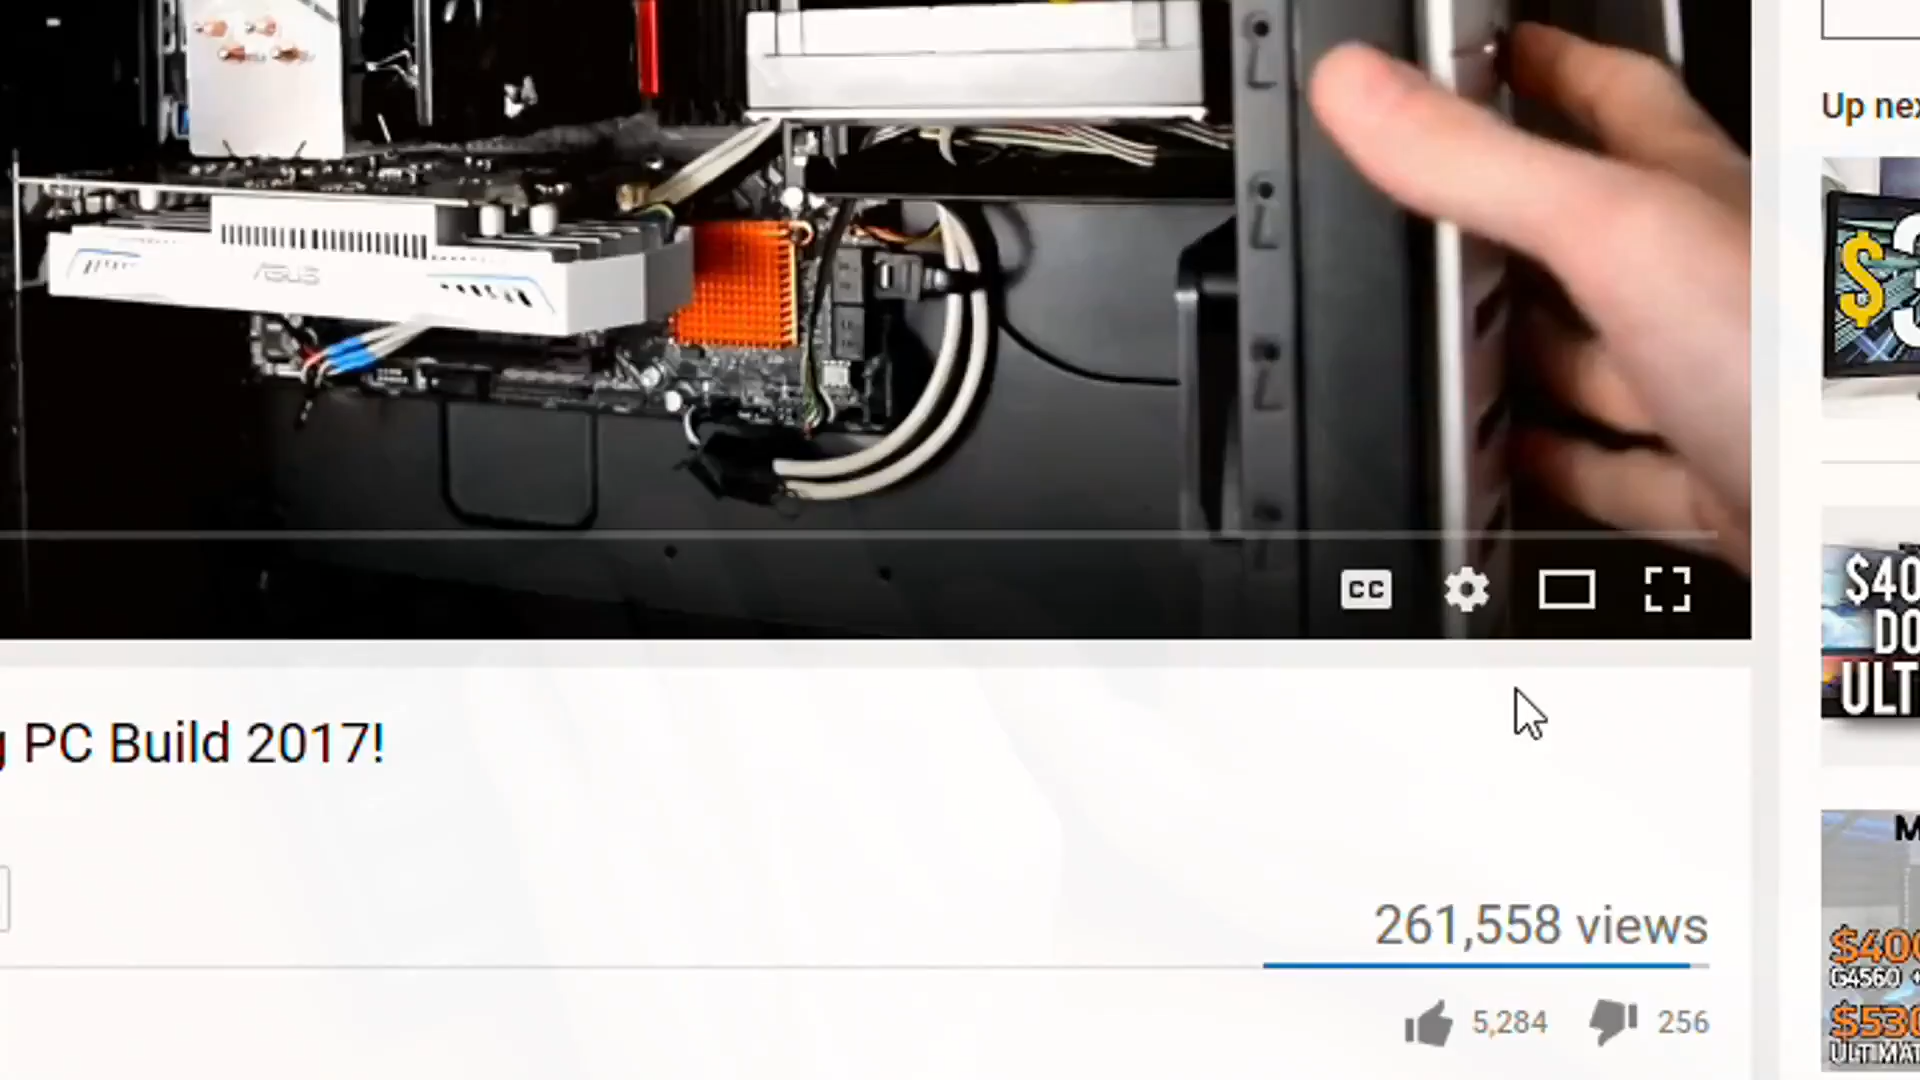 Up nex
$3
ASUS
CC
$40
DO
ULT
g PC Build 2017!
M
261,558 views
$400
G4560 +
5,284 256
$530
ULTIMAT